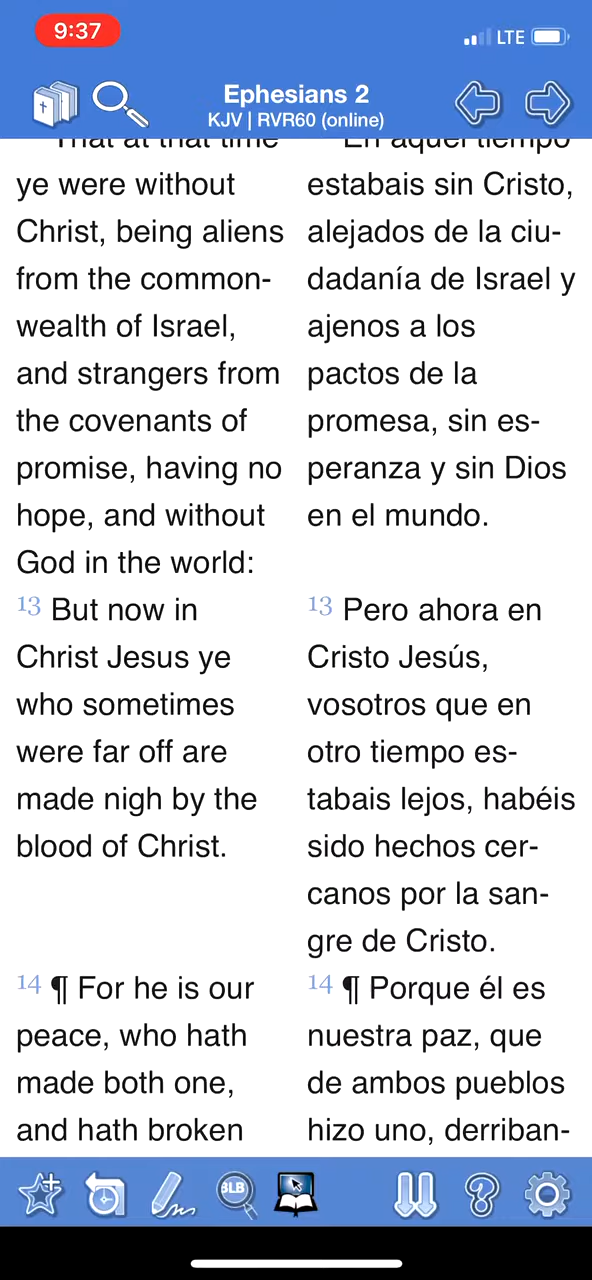 9:37
LTE
Ephesians 2
KJV | RVR60 (online)
That at that time
ye were without
Christ, being aliens
from the common-
wealth of Israel,
and strangers from
the covenants of
promise, having no
hope, and without
God in the world:
13 But now in
Christ Jesus ye
who sometimes
were far off are
made nigh by the
blood of Christ.
14 ¶ For he is our
peace, who hath
made both one,
and hath broken
En aquel tiempo
estabais sin Cristo,
alejados de la ciu-
dadanía de Israel y
ajenos a los
pactos de la
promesa, sin es-
peranza y sin Dios
en el mundo.
13 Pero ahora en
Cristo Jesús,
vosotros que en
otro tiempo es-
tabais lejos, habéis
sido hechos cer-
canos por la san-
gre de Cristo.
14 ¶ Porque él es
nuestra paz, que
de ambos pueblos
hizo uno, derriban-
BLB